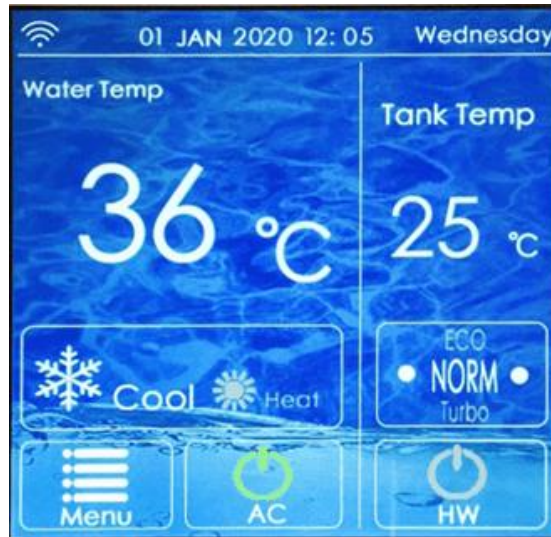 01 JAN 2020 12:05 Wednesday
Water Temp
36 °C
Tank Temp
25 °C
Cool Heat
ECO
NORM
Turbo
Menu
AC
HW